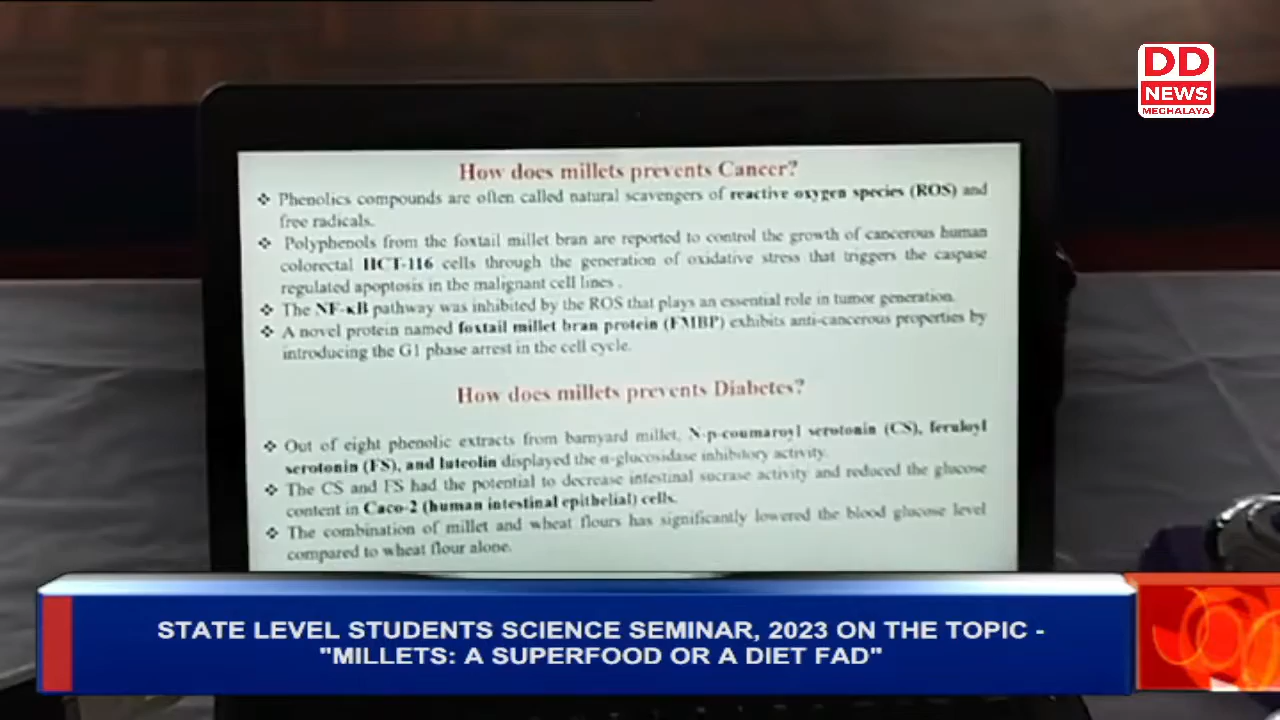 DD
NEWS
MEGHALAYA
How does millets prevents Cancer?
❖ Phenolics compounds are often called natural scavengers of reactive oxygen species (ROS) and
free radicals.
❖ Polyphenols from the foxtail millet bran are reported to control the growth of cancerous human
colorectal HCT-116 cells through the generation of oxidative stress that triggers the caspase
regulated apoptosis in the malignant cell lines .
❖ The NF-κB pathway was inhibited by the ROS that plays an essential role in tumor generation.
❖ A novel protein named foxtail millet bran protein (FMBP) exhibits anti-cancerous properties by
introducing the G1 phase arrest in the cell cycle.
How does millets prevents Diabetes?
❖ Out of eight phenolic extracts from barnyard millet, N-p-coumaroyl serotonin (CS), feruloyl
serotonin (FS), and luteolin displayed the α-glucosidase inhibitory activity.
❖ The CS and FS had the potential to decrease intestinal sucrase activity and reduced the glucose
content in Caco-2 (human intestinal epithelial) cells.
❖ The combination of millet and wheat flours has significantly lowered the blood glucose level
compared to wheat flour alone.
STATE LEVEL STUDENTS SCIENCE SEMINAR, 2023 ON THE TOPIC -
"MILLETS: A SUPERFOOD OR A DIET FAD"